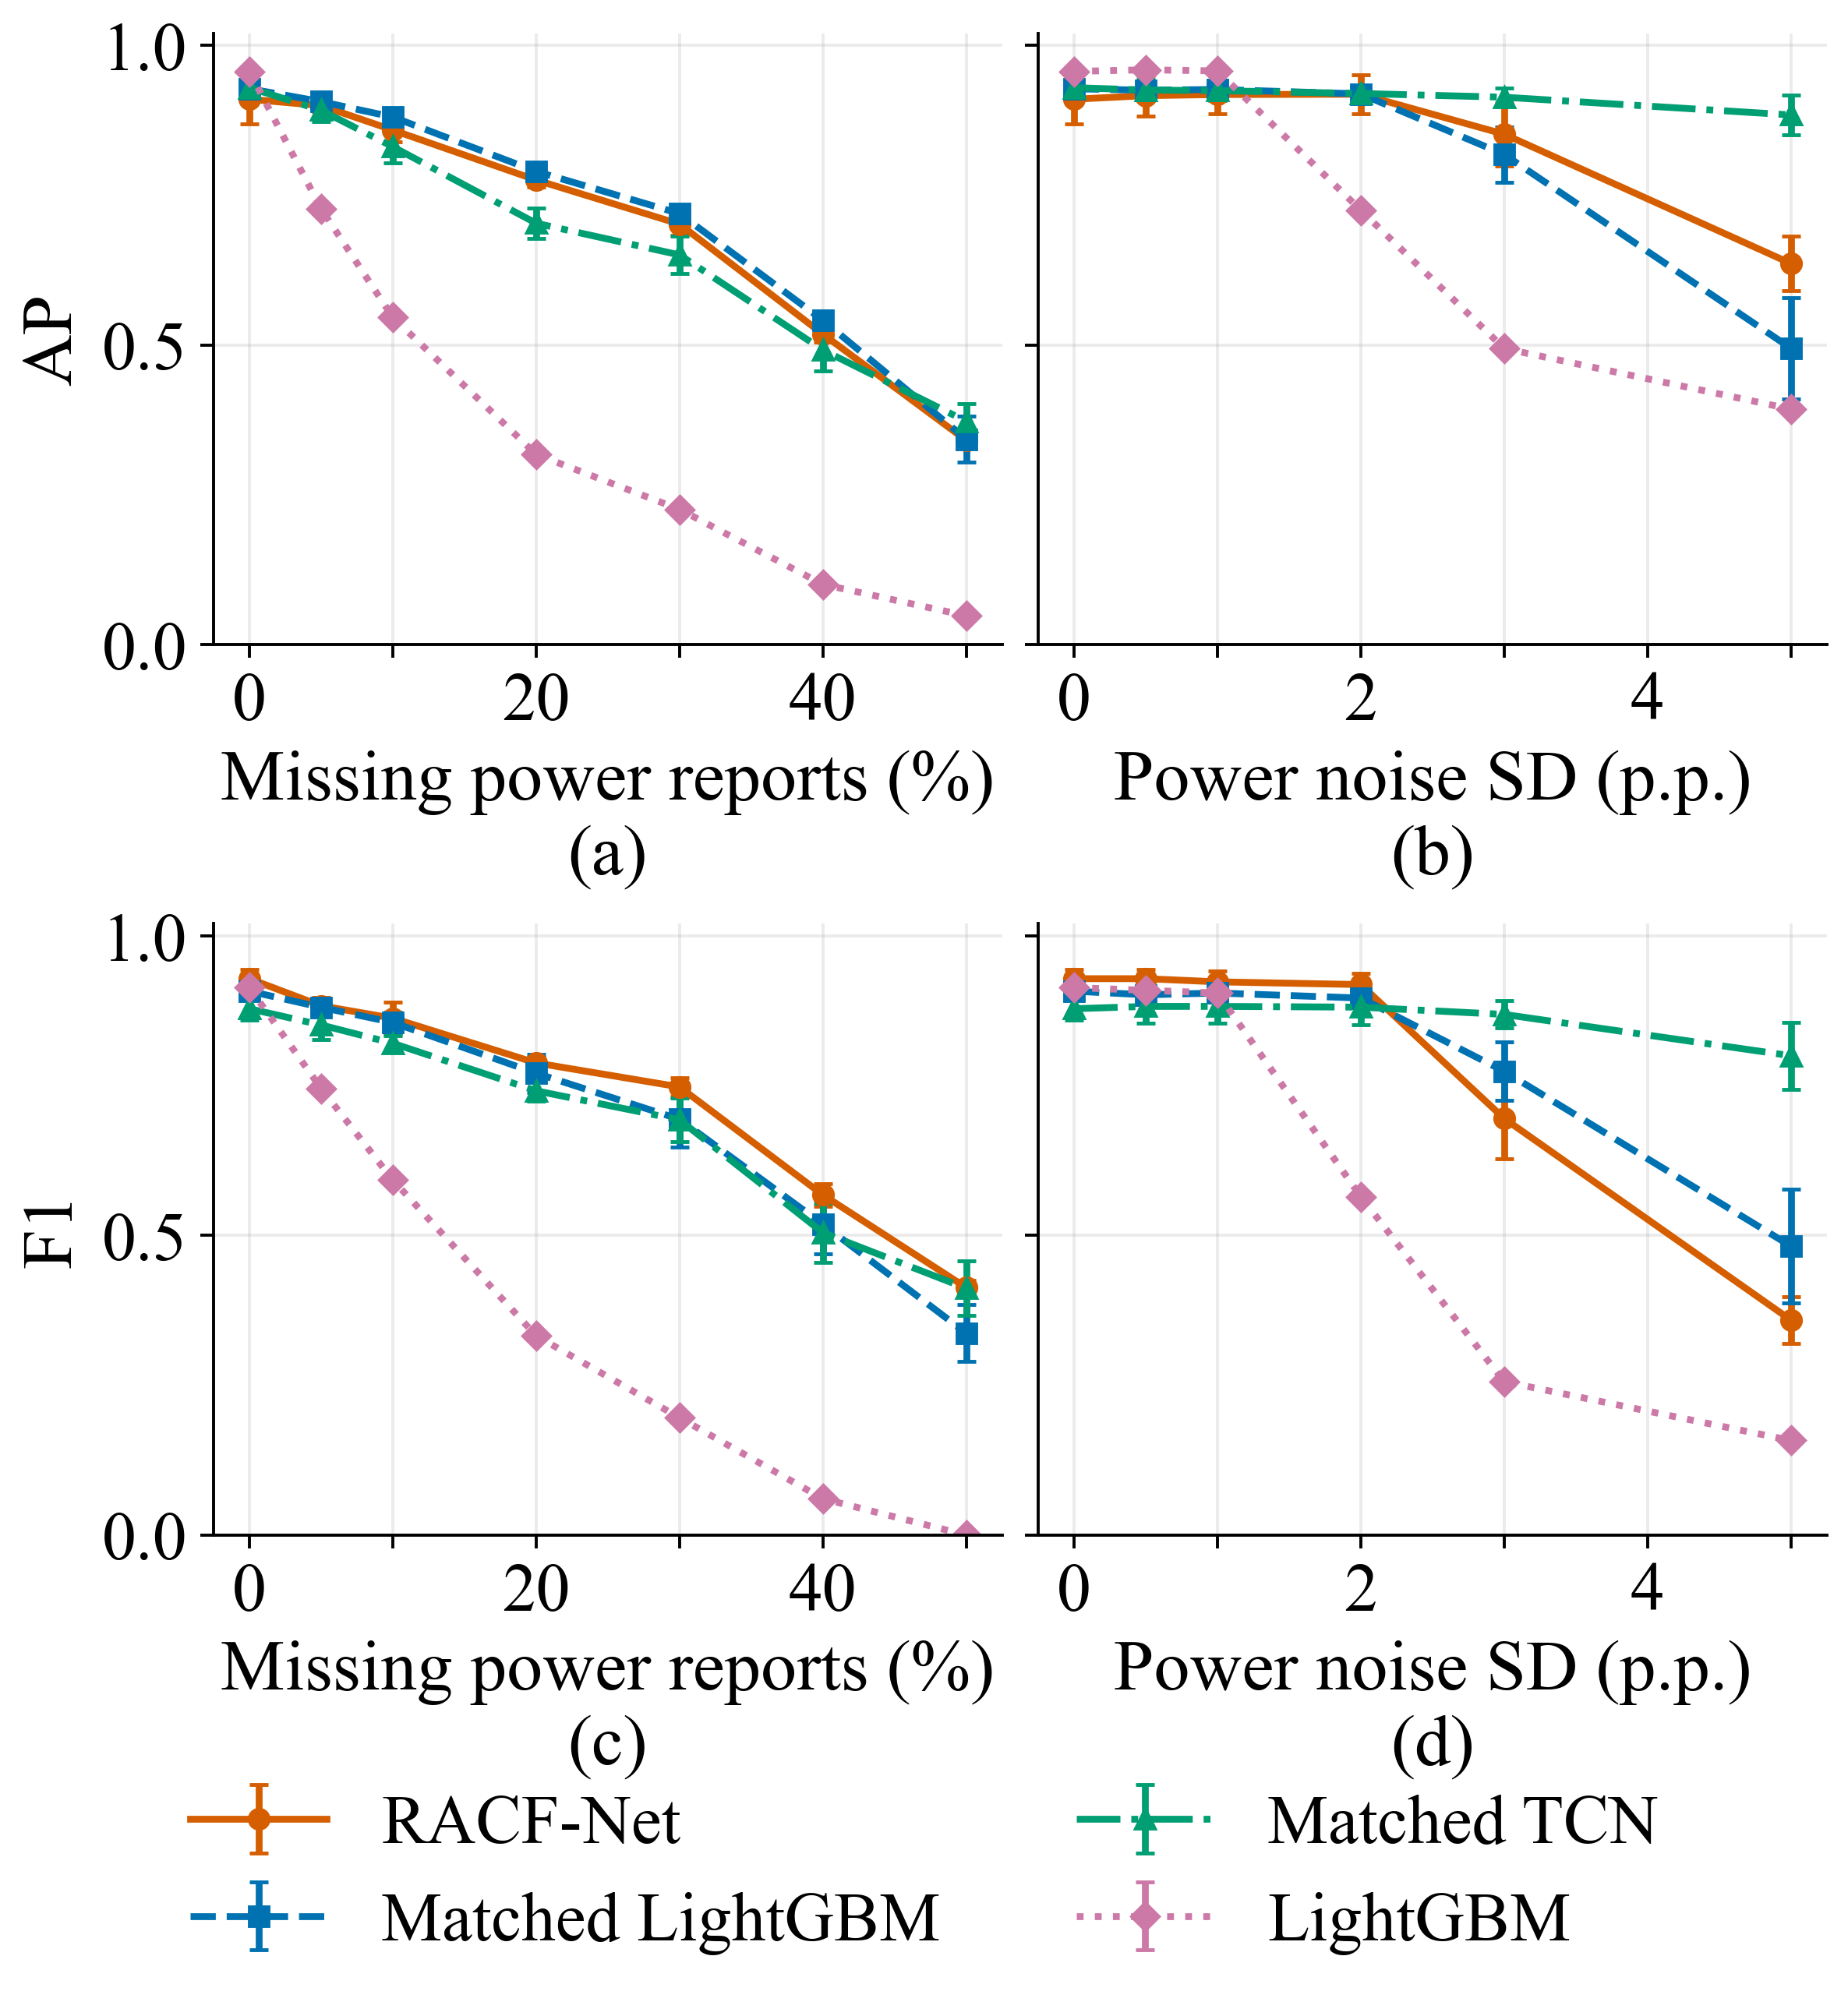 AP
1.0
0.5
0.0
0 20 40
Missing power reports (%)
(a)
0 2 4
Power noise SD (p.p.)
(b)
F1
1.0
0.5
0.0
0 20 40
Missing power reports (%)
(c)
0 2 4
Power noise SD (p.p.)
(d)
RACF-Net
Matched LightGBM
Matched TCN
LightGBM